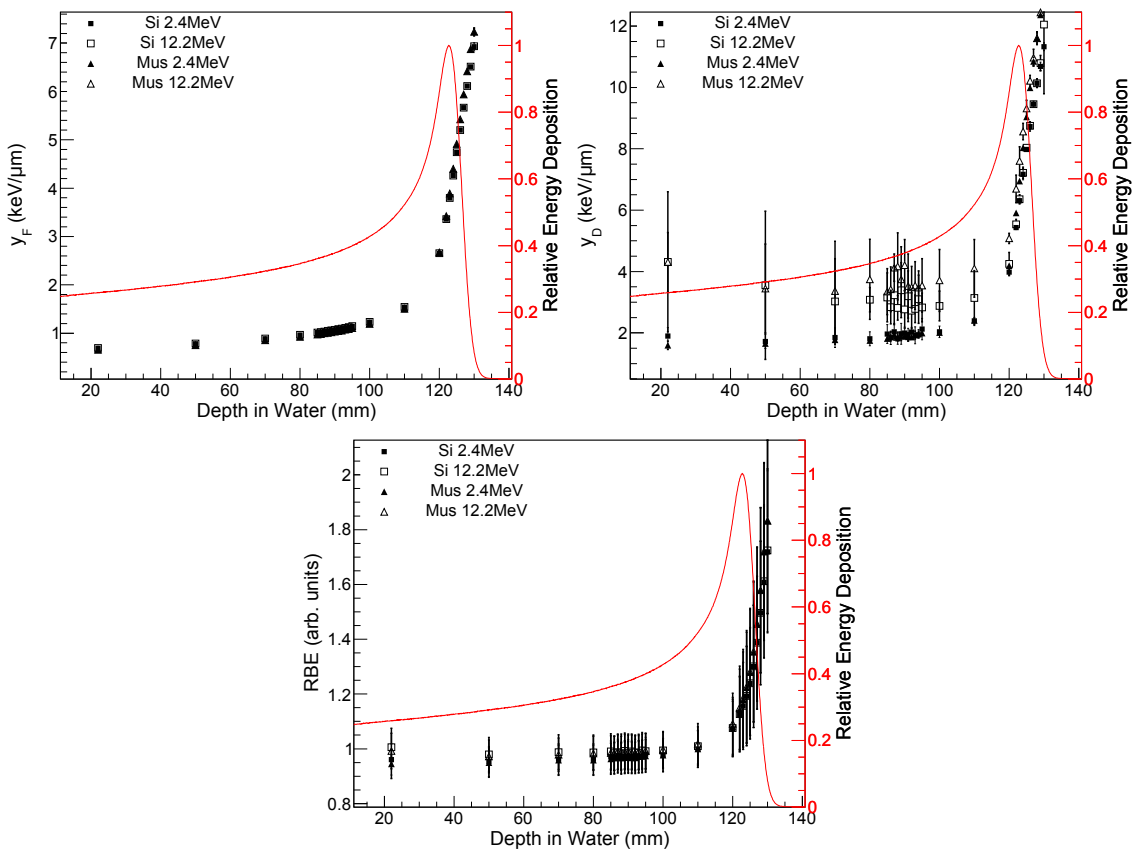 Si 2.4MeV
Si 12.2MeV
Mus 2.4MeV
Mus 12.2MeV
7
6
5
4
3
2
1
y_F (keV/μm)
20 40 60 80 100 120 140
Depth in Water (mm)
1
0.8
0.6
0.4
0.2
0
Relative Energy Deposition
Si 2.4MeV
Si 12.2MeV
Mus 2.4MeV
Mus 12.2MeV
12
10
8
6
4
2
y_D (keV/μm)
20 40 60 80 100 120 140
Depth in Water (mm)
1
0.8
0.6
0.4
0.2
0
Relative Energy Deposition
Si 2.4MeV
Si 12.2MeV
Mus 2.4MeV
Mus 12.2MeV
2
1.8
1.6
1.4
1.2
1
0.8
RBE (arb. units)
20 40 60 80 100 120 140
Depth in Water (mm)
1
0.8
0.6
0.4
0.2
0
Relative Energy Deposition